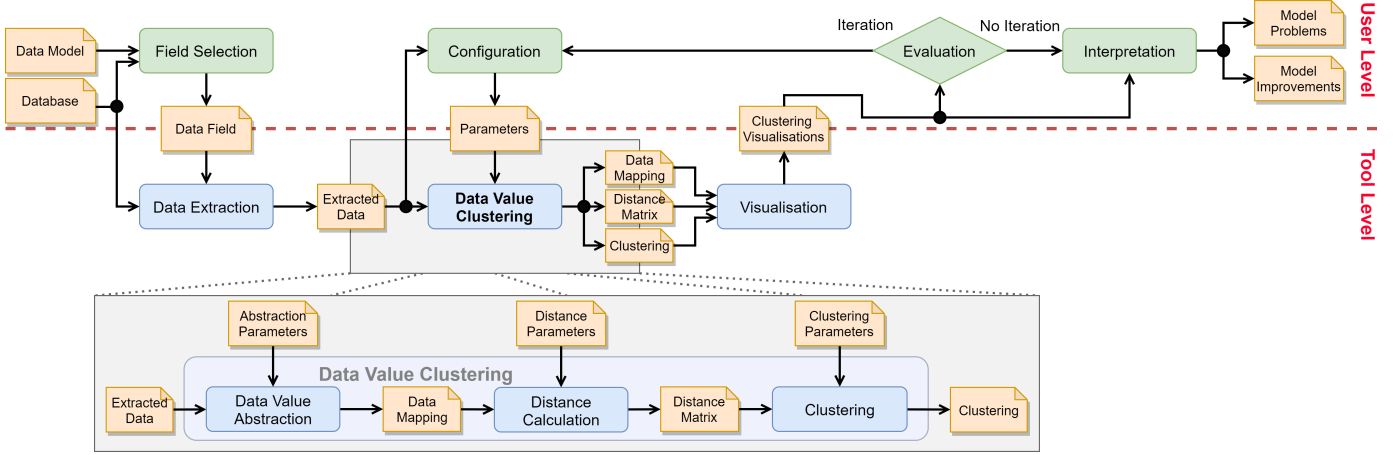 Data Model
Field Selection
Database
Data Field
Data Extraction
Extracted
Data
Configuration
Parameters
Data Value
Clustering
Data
Mapping
Distance
Matrix
Clustering
Visualisation
Clustering
Visualisations
Iteration
Evaluation
No Iteration
Interpretation
Model
Problems
Model
Improvements
User Level
Tool Level
Abstraction
Parameters
Distance
Parameters
Clustering
Parameters
Data Value Clustering
Extracted
Data
Data Value
Abstraction
Data
Mapping
Distance
Calculation
Distance
Matrix
Clustering
Clustering